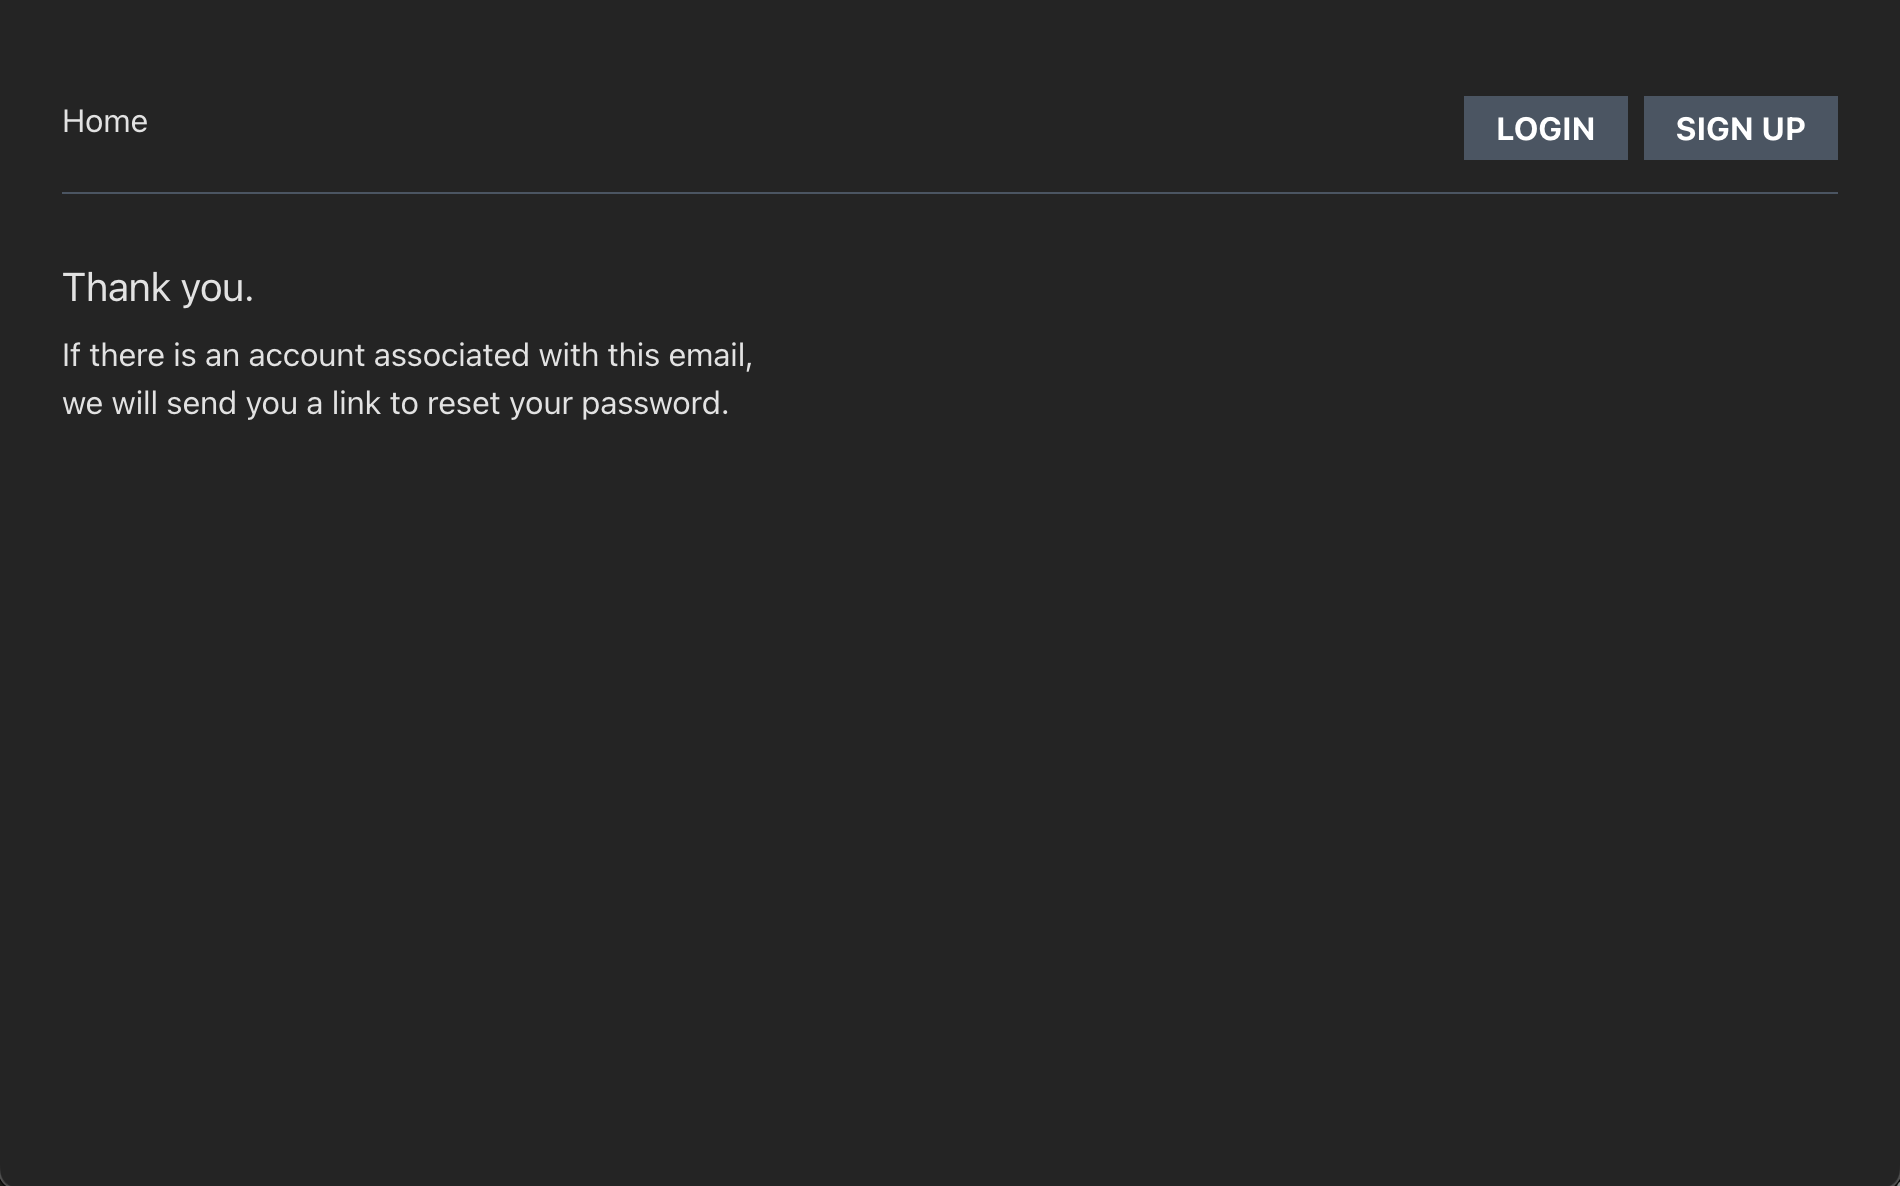 Home
LOGIN
SIGN UP
Thank you.
If there is an account associated with this email,
we will send you a link to reset your password.